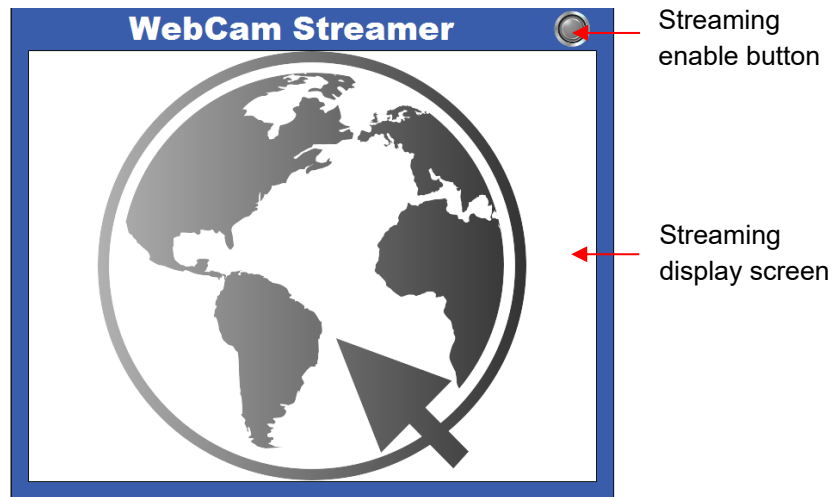 WebCam Streamer
Streaming
enable button
Streaming
display screen